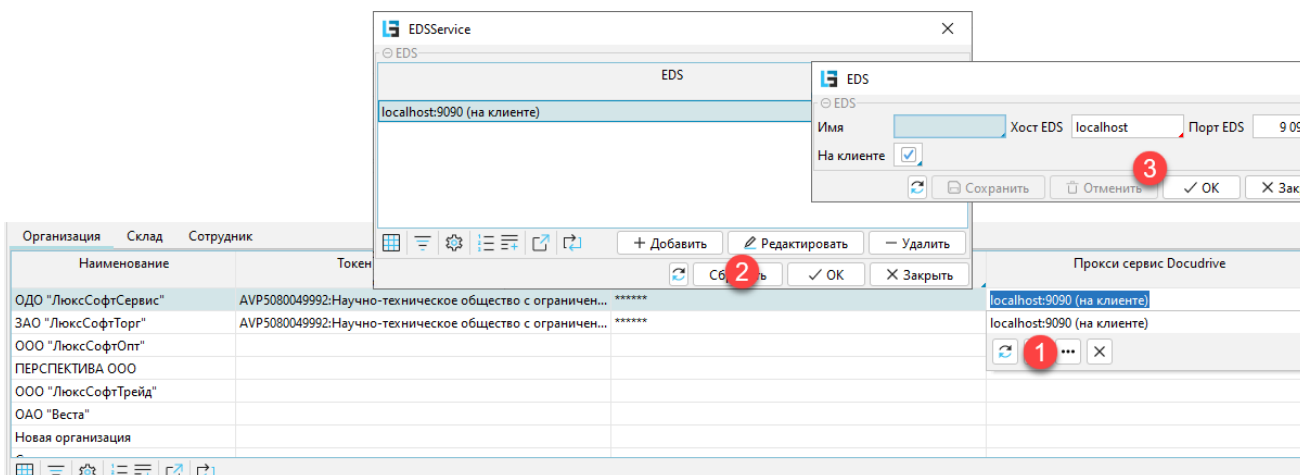 EDSService
EDS
EDS
localhost:9090 (на клиенте)
+ Добавить
Редактировать
− Удалить
2
OK
Закрыть
EDS
EDS
Имя
Хост EDS
localhost
Порт EDS
На клиенте
3
Сохранить
Отменить
OK
Организация
Склад
Сотрудник
Наименование
Токен
Прокси сервис Docudrive
ОДО "ЛюксСофтСервис"
AVP5080049992:Научно-техническое общество с ограничен...
******
localhost:9090 (на клиенте)
ЗАО "ЛюксСофтТорг"
AVP5080049992:Научно-техническое общество с ограничен...
******
localhost:9090 (на клиенте)
ООО "ЛюксСофтОпт"
1
...
ПЕРСПЕКТИВА ООО
ООО "ЛюксСофтТрейд"
ОАО "Веста"
Новая организация